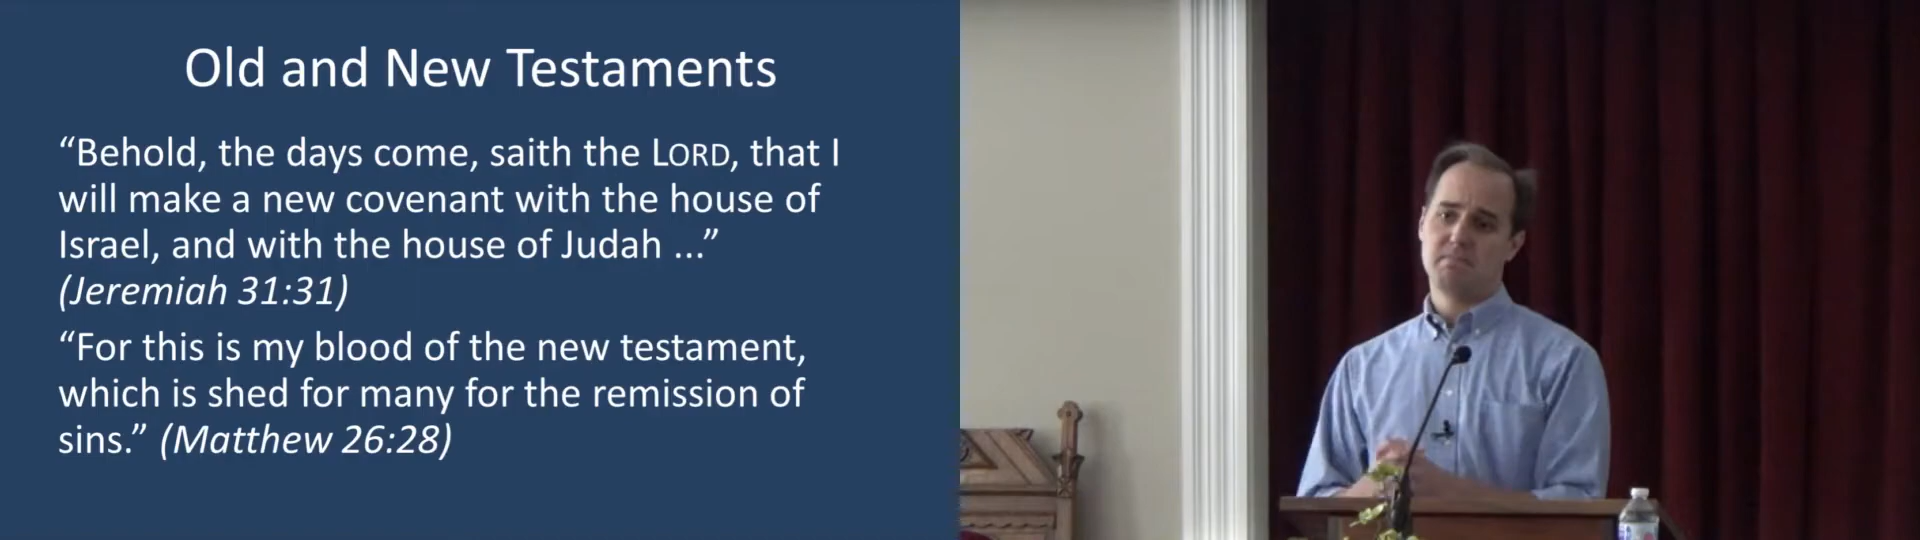 Old and New Testaments
“Behold, the days come, saith the LORD, that I
will make a new covenant with the house of
Israel, and with the house of Judah ...”
(Jeremiah 31:31)
“For this is my blood of the new testament,
which is shed for many for the remission of
sins.” (Matthew 26:28)